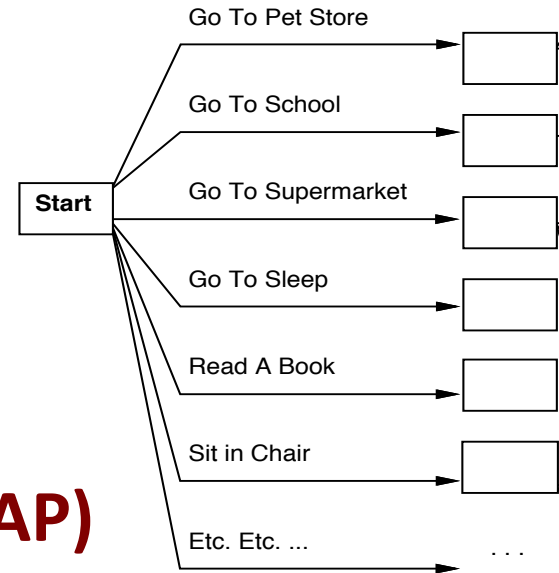 Go To Pet Store
Go To School
Go To Supermarket
Start
Go To Sleep
Read A Book
Sit in Chair
AP)
Etc. Etc. ...
. . .